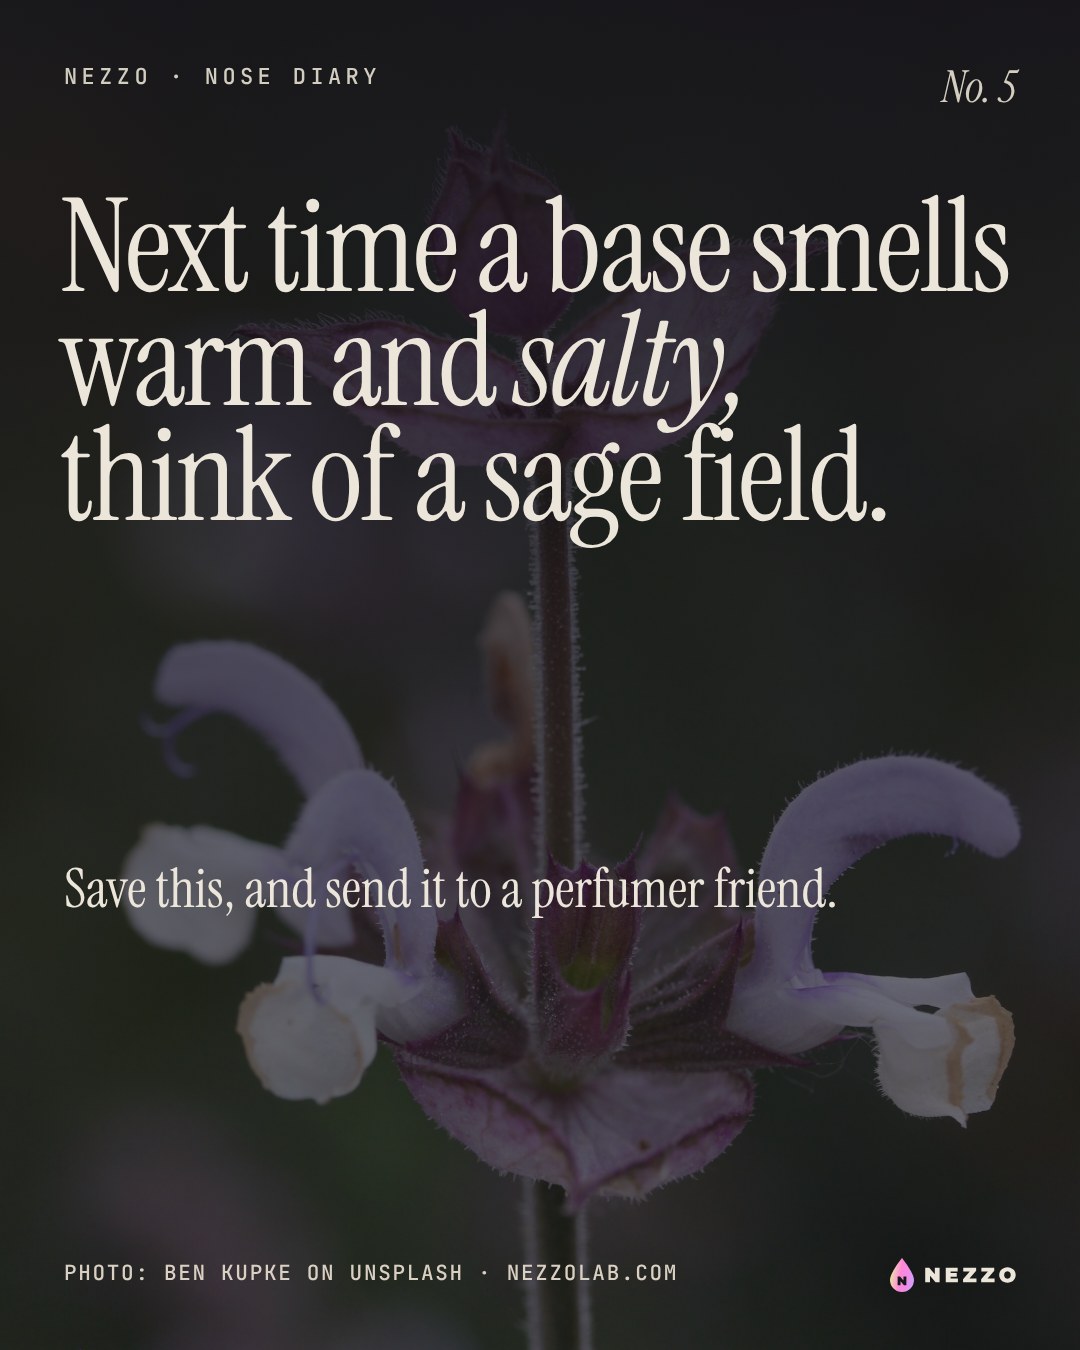 NEZZO · NOSE DIARY
No. 5
Next time a base smells
warm and salty,
think of a sage field.
Save this, and send it to a perfumer friend.
PHOTO: BEN KUPKE ON UNSPLASH · NEZZOLAB.COM
N NEZZO